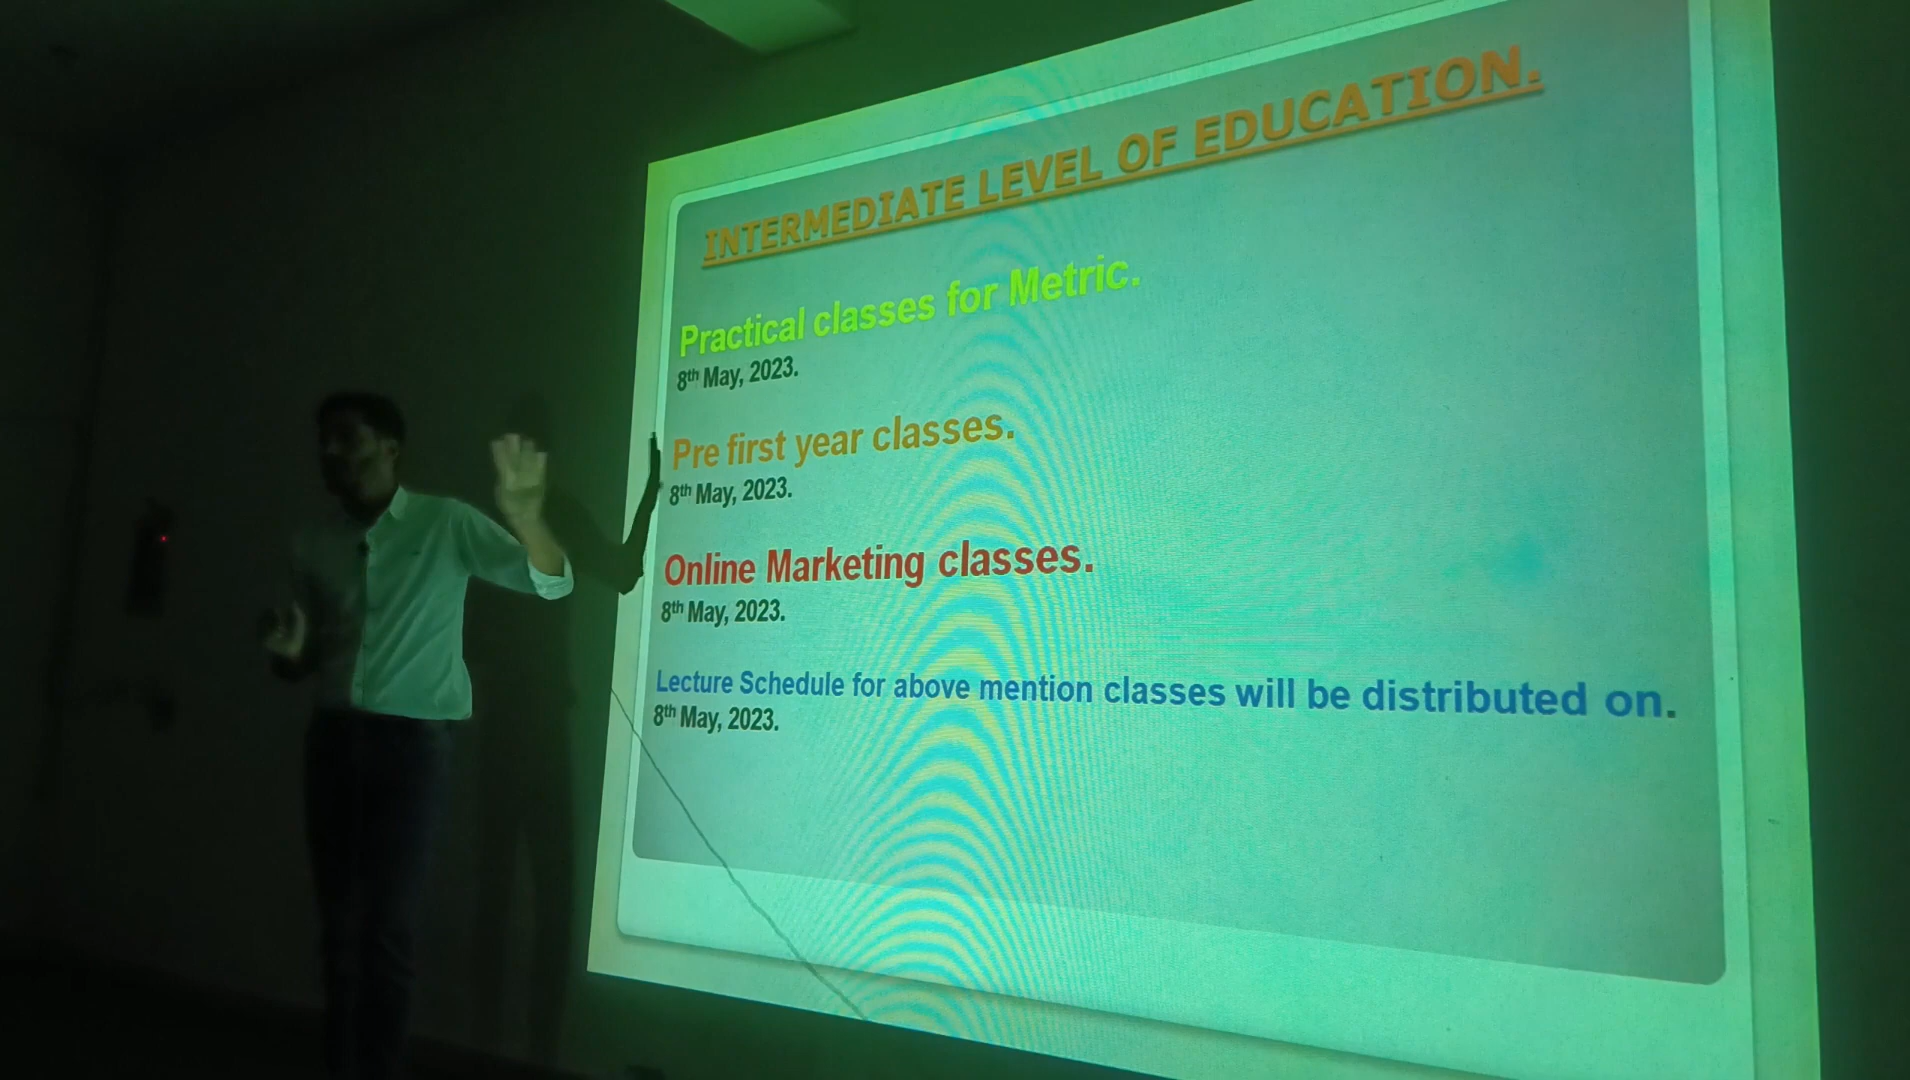 INTERMEDIATE LEVEL OF EDUCATION.
Practical classes for Metric.
8th May, 2023.
Pre first year classes.
8th May, 2023.
Online Marketing classes.
8th May, 2023.
Lecture Schedule for above mention classes will be distributed on.
8th May, 2023.